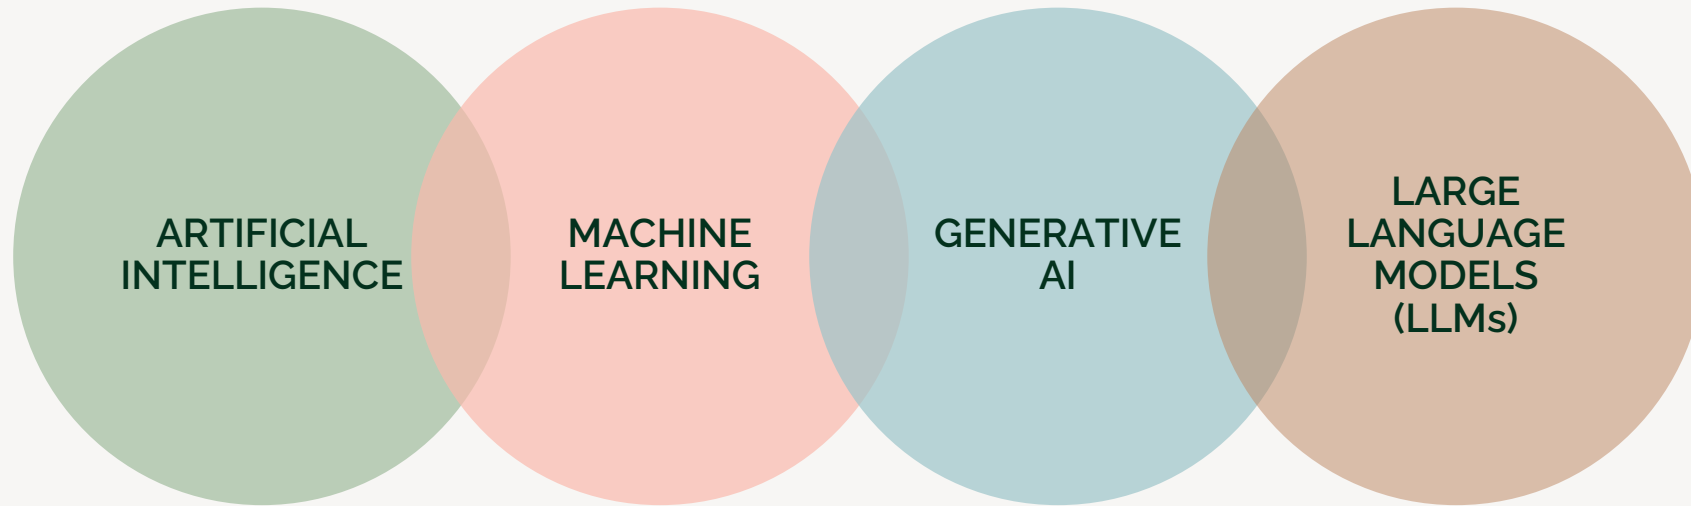 ARTIFICIAL
INTELLIGENCE
MACHINE
LEARNING
GENERATIVE
AI
LARGE
LANGUAGE
MODELS
(LLMs)